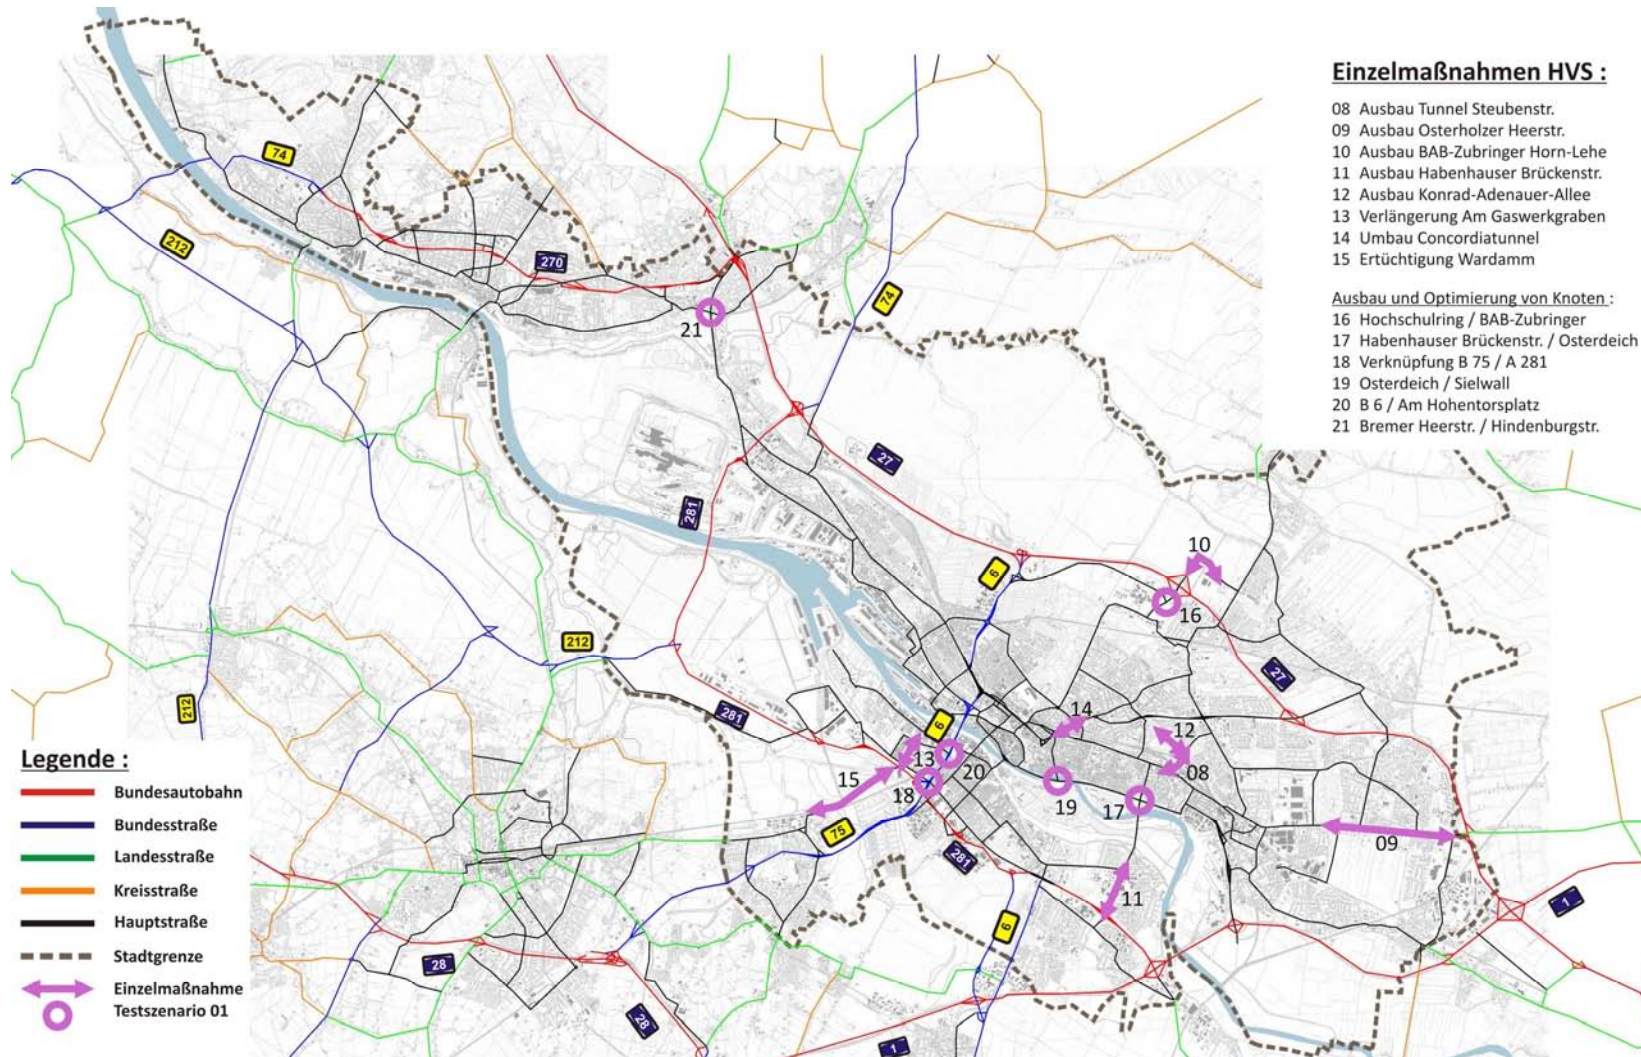 Einzelmaßnahmen HVS :
08 Ausbau Tunnel Steubenstr.
09 Ausbau Osterholzer Heerstr.
10 Ausbau BAB-Zubringer Horn-Lehe
11 Ausbau Habenhauser Brückenstr.
12 Ausbau Konrad-Adenauer-Allee
13 Verlängerung Am Gaswerkgraben
14 Umbau Concordiatunnel
15 Ertüchtigung Wardamm
Ausbau und Optimierung von Knoten :
16 Hochschulring / BAB-Zubringer
17 Habenhauser Brückenstr. / Osterdeich
18 Verknüpfung B 75 / A 281
19 Osterdeich / Sielwall
20 B 6 / Am Hohentorsplatz
21 Bremer Heerstr. / Hindenburgstr.
74
212
270
74
21
27
281
6
10
16
212
27
212
281
6
14
12
13
20
08
15
18
19
17
75
09
281
11
6
1
28
28
1
Legende :
Bundesautobahn
Bundesstraße
Landesstraße
Kreisstraße
Hauptstraße
Stadtgrenze
Einzelmaßnahme
Testszenario 01